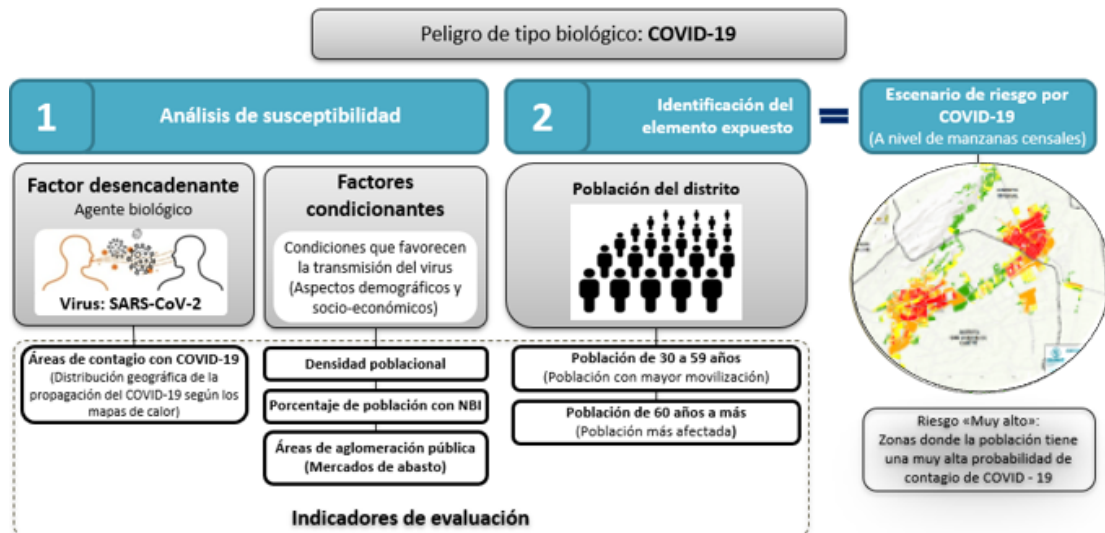 Peligro de tipo biológico: COVID-19
1
Análisis de susceptibilidad
2
Identificación del
elemento expuesto
=
Escenario de riesgo por
COVID-19
(A nivel de manzanas censales)
Factor desencadenante
Agente biológico
Virus: SARS-CoV-2
Factores
condicionantes
Condiciones que favorecen
la transmisión del virus
(Aspectos demográficos y
socio-económicos)
Población del distrito
Áreas de contagio con COVID-19
(Distribución geográfica de la
propagación del COVID-19 según los
mapas de calor)
Densidad poblacional
Porcentaje de población con NBI
Áreas de aglomeración pública
(Mercados de abasto)
Población de 30 a 59 años
(Población con mayor movilización)
Población de 60 años a más
(Población más afectada)
Riesgo «Muy alto»:
Zonas donde la población tiene
una muy alta probabilidad de
contagio de COVID - 19
Indicadores de evaluación